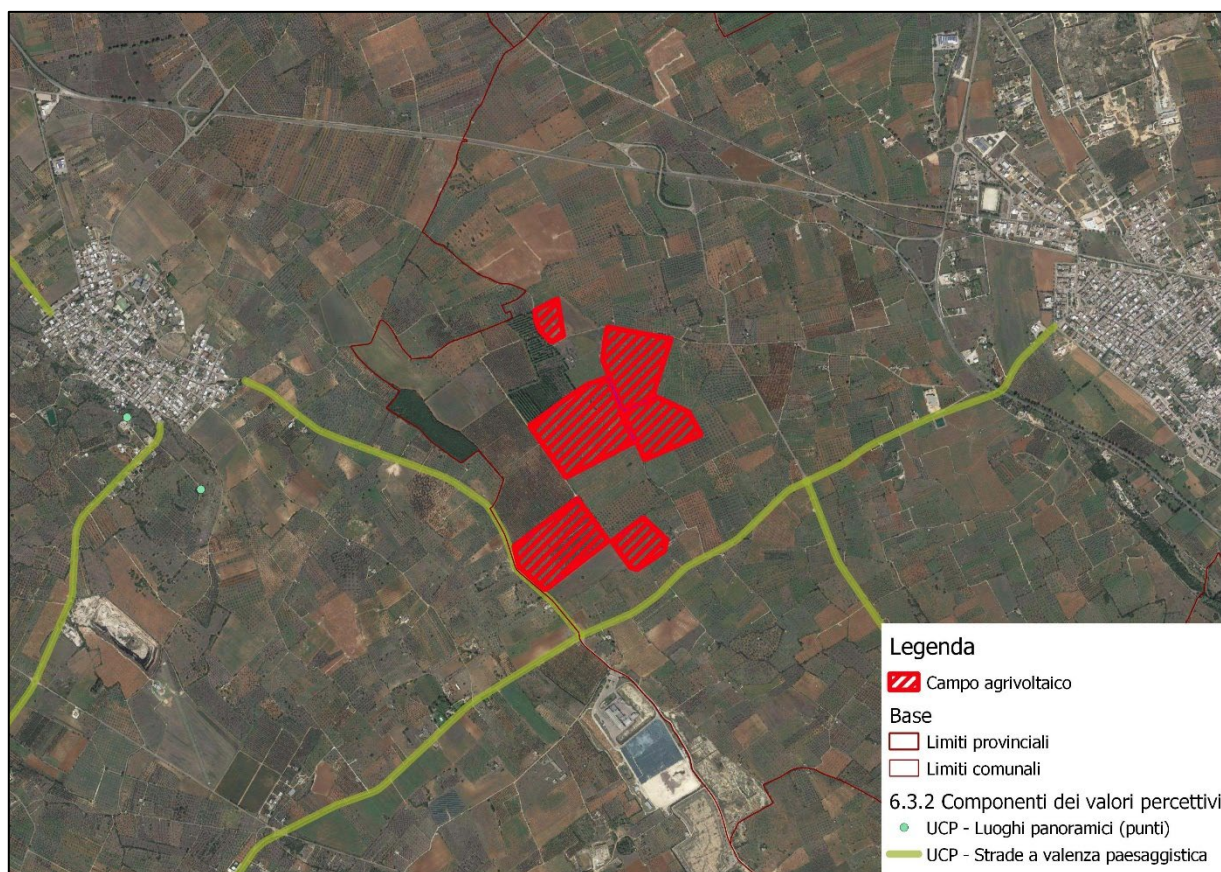 Legenda
Campo agrivoltaico
Base
Limiti provinciali
Limiti comunali
6.3.2 Componenti dei valori percettivi
UCP - Luoghi panoramici (punti)
UCP - Strade a valenza paesaggistica